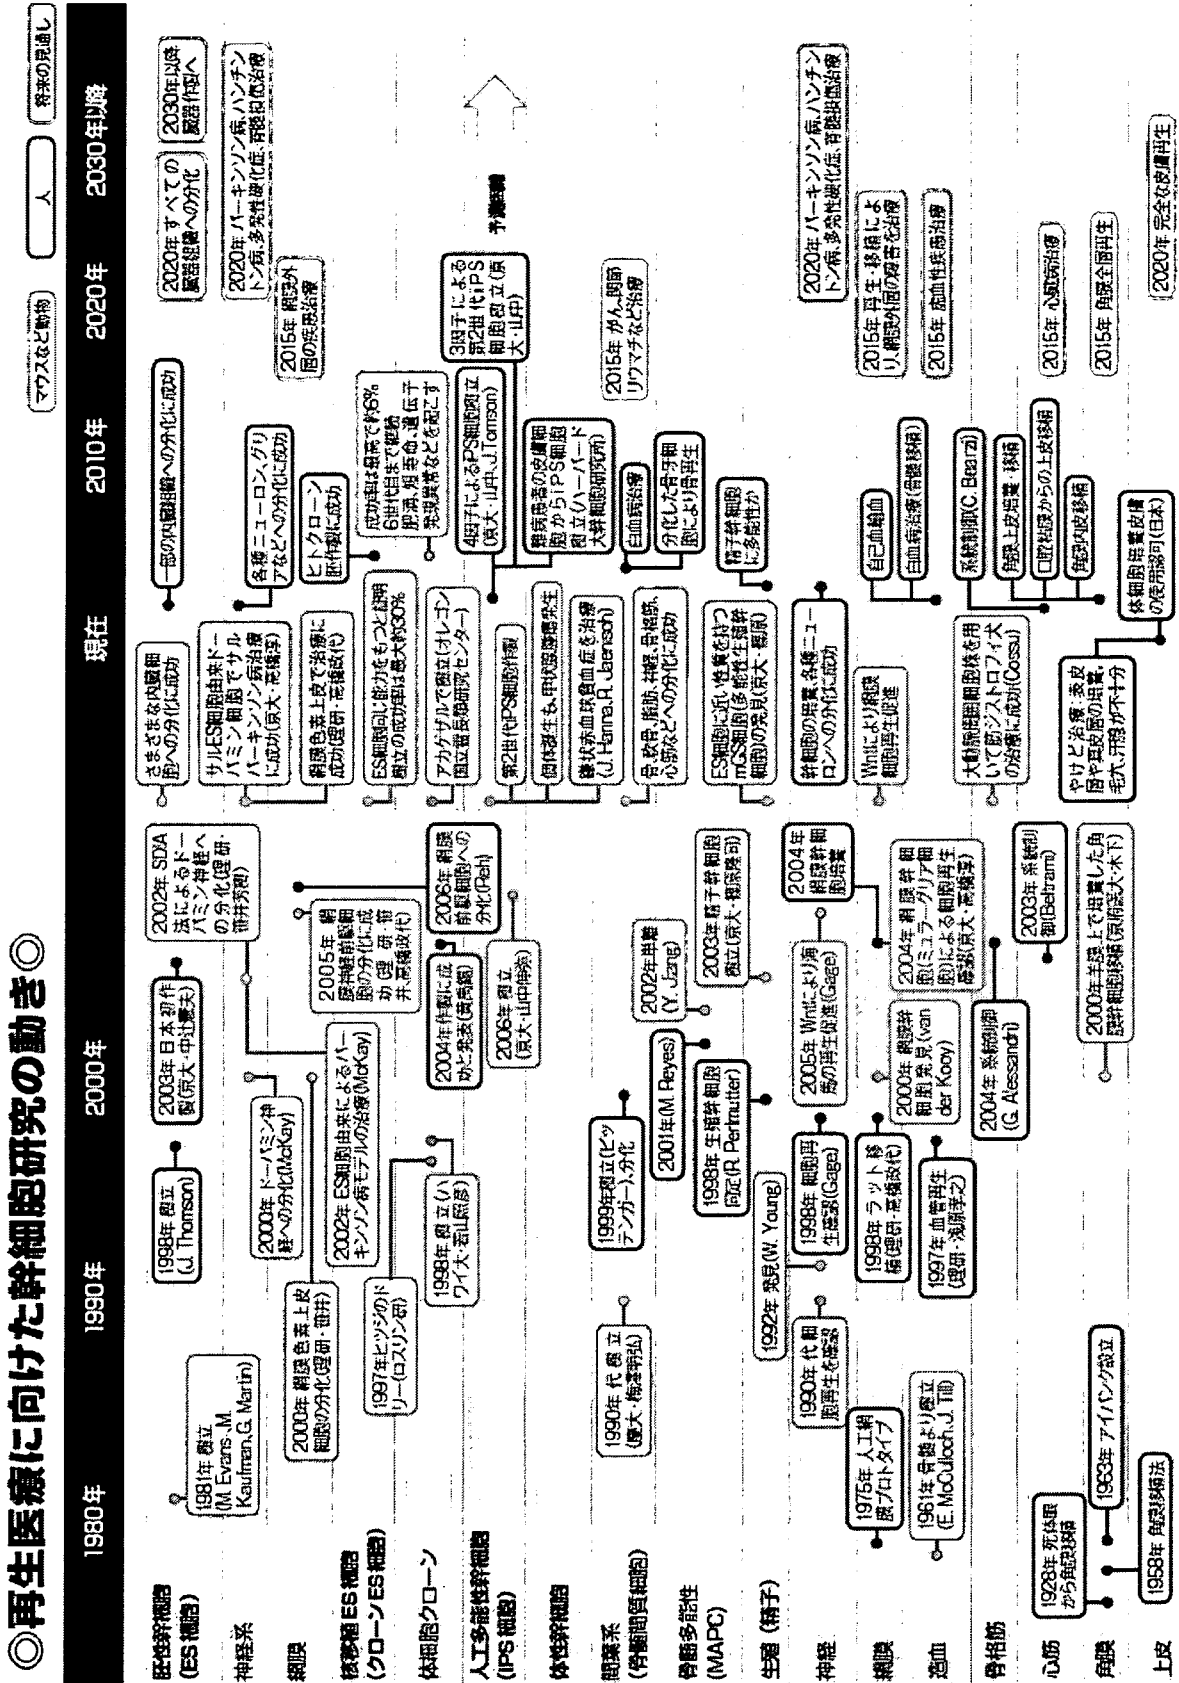 ◎再生医療に向けた幹細胞研究の動き◎
マウスなど動物
人
将来の見通し
1980年
1990年
2000年
現在
2010年
2020年
2030年以降
胚性幹細胞
(ES細胞)
1981年 樹立
(M. Evans、M.
Kaufman、G. Martin)
1998年 樹立
(J. Thomson)
2003年 日本初作
製(京大・中辻憲夫)
さまざまな内臓細
胞への分化に成功
一部の内臓組織への分化に成功
2020年 すべての
臓器組織への分化
2030年以降
臓器作製へ
神経系
2000年 ドーパミン神
経への分化(McKay)
2002年 SDIA
法によるドー
パミン神経へ
の分化(理研・
笹井芳樹)
2002年 ES細胞由来によるパー
キンソン病モデルの治療(McKay)
サルES細胞由来ドー
パミン細胞でサル
パーキンソン病治療
に成功(京大・高橋淳)
各種ニューロン、グリ
アなどへの分化に成功
2020年 パーキンソン病、ハンチン
トン病、多発性硬化症、脊髄損傷治療
網膜
2000年 網膜色素上皮
細胞の分化(理研・笹井)
2005年 網
膜神経前駆細
胞の分化に成
功(理研・笹
井、高橋政代)
2006年 網膜
前駆細胞への
分化(Reh)
網膜色素上皮で治療に
成功(理研・高橋政代)
2015年 網膜外
層の疾患治療
核移植ES細胞
(クローンES細胞)
2004年作製に成
功と発表(黄禹錫)
ES細胞同じ能力をもつと証明
樹立の成功率は最大約30%
ヒトクローン
胚作製に成功
体細胞クローン
1997年ヒツジのド
リー(ロスリン研)
1998年 樹立(ハ
ワイ大・若山照彦)
アカゲザルで樹立(オレゴン
国立霊長類研究センター)
成功率は最高で約6%
6世代目まで継続
肥満、短寿命、遺伝子
発現異常などを起こす
人工多能性幹細胞
(iPS細胞)
2006年 樹立
(京大・山中伸弥)
第2世代iPS細胞作製
個体発生も、甲状腺腫瘍発生
鎌状赤血球貧血症を治療
(J. Hanna、R. Jaenisch)
4因子によるiPS細胞樹立
(京大・山中、J.Tomson)
3因子による
第2世代iPS
細胞樹立(京
大・山中)
難病患者の皮膚細
胞からiPS細胞
樹立(ハーバード
大幹細胞研究所)
予測困難
体性幹細胞
間葉系
(骨髄間質細胞)
1990年代 樹立
(慶大・梅澤明弘)
1999年樹立(ピッ
テンガー)、分化
骨、軟骨、脂肪、神経、骨格筋、
心筋などへの分化に成功
白血病治療
分化した骨芽細
胞により骨再生
2015年 がん、関節
リウマチなど治療
骨髄多能性
(MAPC)
2001年(M. Reyes)
2002年単離
(Y. Jiang)
生殖(精子)
1992年 発見(W. Young)
1998年 生殖幹細胞
同定(R. Perlmutter)
2003年 精子幹細胞
樹立(京大・篠原隆司)
ES細胞に近い性質を持つ
mGS細胞(多能性生殖幹
細胞)の発見(京大・篠原)
精子幹細胞
に多能性か
神経
1990年代 細
胞再生を確認
1998年 細胞再
生確認(Gage)
2005年 Wntにより海
馬の再生促進(Gage)
幹細胞の培養、各種ニュー
ロンへの分化に成功
2020年 パーキンソン病、ハンチン
トン病、多発性硬化症、脊髄損傷治療
網膜
1975年 人工網
膜プロトタイプ
1998年 ラット移
植(理研・高橋政代)
2000年 網膜幹
細胞発見(van
der Kooy)
2004年
網膜幹細
胞培養
2004年 網膜幹細
胞(ミューラーグリア細
胞)による細胞再生
確認(京大・高橋淳)
Wntにより網膜
細胞再生促進
2015年 再生・移植によ
り、網膜外層の障害を治療
造血
1961年 骨髄より樹立
(E. McCulloch、J. Till)
1997年 血管再生
(理研・浅原孝之)
自己輸血
白血病治療(骨髄移植)
2015年 虚血性疾患治療
骨格筋
2004年 系統制御
(G. Alessandri)
大動脈周囲細胞株を用
いて筋ジストロフィ犬
の治療に成功(Cossu)
心筋
2003年 系統制
御(Beltrami)
系統制御(C. Bearzi)
2015年 心臓病治療
角膜
1928年 死体眼
から角膜移植
1958年 角膜移植法
1963年 アイバンク設立
2000年羊膜上で培養した角
膜幹細胞移植(京府医大・木下)
角膜上皮培養・移植
口腔粘膜からの上皮移植
角膜内皮移植
2015年 角膜全層再生
上皮
やけど治療・表皮
層や真皮層の培養、
毛穴、汗腺が不十分
体細胞培養皮膚
の使用認可(日本)
2020年 完全な皮膚再生